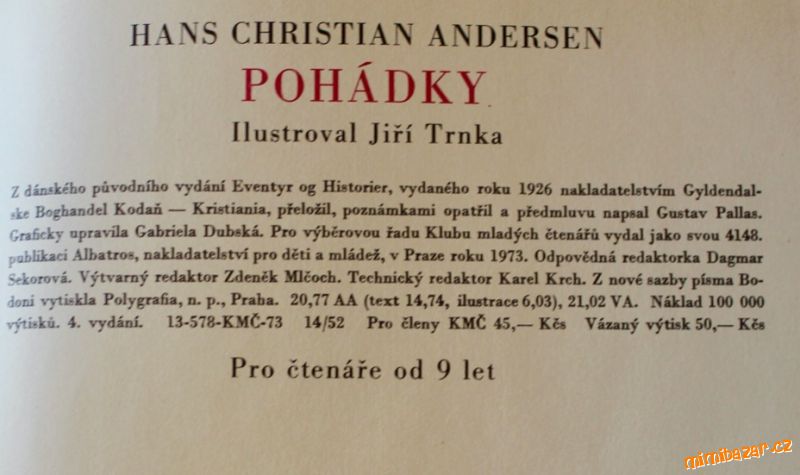 HANS CHRISTIAN ANDERSEN
POHÁDKY
Ilustroval Jiří Trnka
Z dánského původního vydání Eventyr og Historier, vydaného roku 1926 nakladatelstvím Gyldendal-
ske Boghandel Kodaň — Kristiania, přeložil, poznámkami opatřil a předmluvu napsal Gustav Pallas.
Graficky upravila Gabriela Dubská. Pro výběrovou řadu Klubu mladých čtenářů vydal jako svou 4148.
publikaci Albatros, nakladatelství pro děti a mládež, v Praze roku 1973. Odpovědná redaktorka Dagmar
Sekorová. Výtvarný redaktor Zdeněk Mlčoch. Technický redaktor Karel Krch. Z nové sazby písma Bo-
doni vytiskla Polygrafia, n. p., Praha. 20,77 AA (text 14,74, ilustrace 6,03), 21,02 VA. Náklad 100 000
výtisků. 4. vydání. 13-578-KMČ-73 14/52 Pro členy KMČ 45,— Kčs Vázaný výtisk 50,— Kčs
Pro čtenáře od 9 let
mimibazar.cz